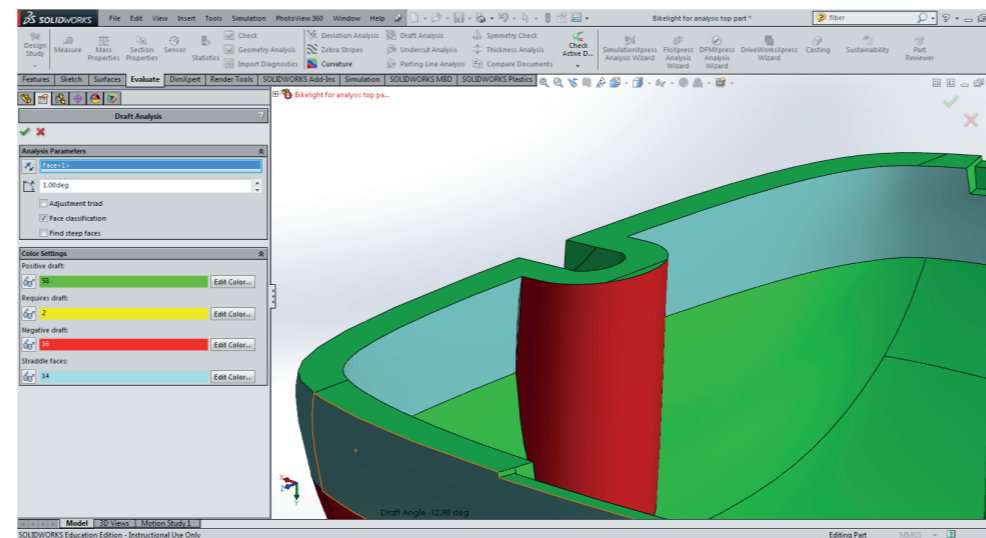 SOLIDWORKS File Edit View Insert Tools Simulation PhotoView 360 Window Help Bikelight for analysis top part * fiber
Design Study Measure Mass Properties Section Properties Sensor Statistics Check Geometry Analysis Import Diagnostics Deviation Analysis Zebra Stripes Curvature Draft Analysis Undercut Analysis Parting Line Analysis Symmetry Check Thickness Analysis Compare Documents Check Active D... SimulationXpress Analysis Wizard FloXpress Analysis Wizard DFMXpress Analysis Wizard DriveWorksXpress Wizard Costing Sustainability Part Reviewer
Features Sketch Surfaces Evaluate DimXpert Render Tools SOLIDWORKS Add-Ins Simulation SOLIDWORKS MBD SOLIDWORKS Plastics
Bikelight for analysis top pa...
Draft Analysis ?
Analysis Parameters
Face<1>
1.00deg
Adjustment triad
Face classification
Find steep faces
Color Settings
Positive draft:
58 Edit Color...
Requires draft:
2 Edit Color...
Negative draft:
16 Edit Color...
Straddle faces:
14 Edit Color...
Draft Angle -12,98 deg
Model 3D Views Motion Study 1
SOLIDWORKS Education Edition - Instructional Use Only Editing Part MMGS